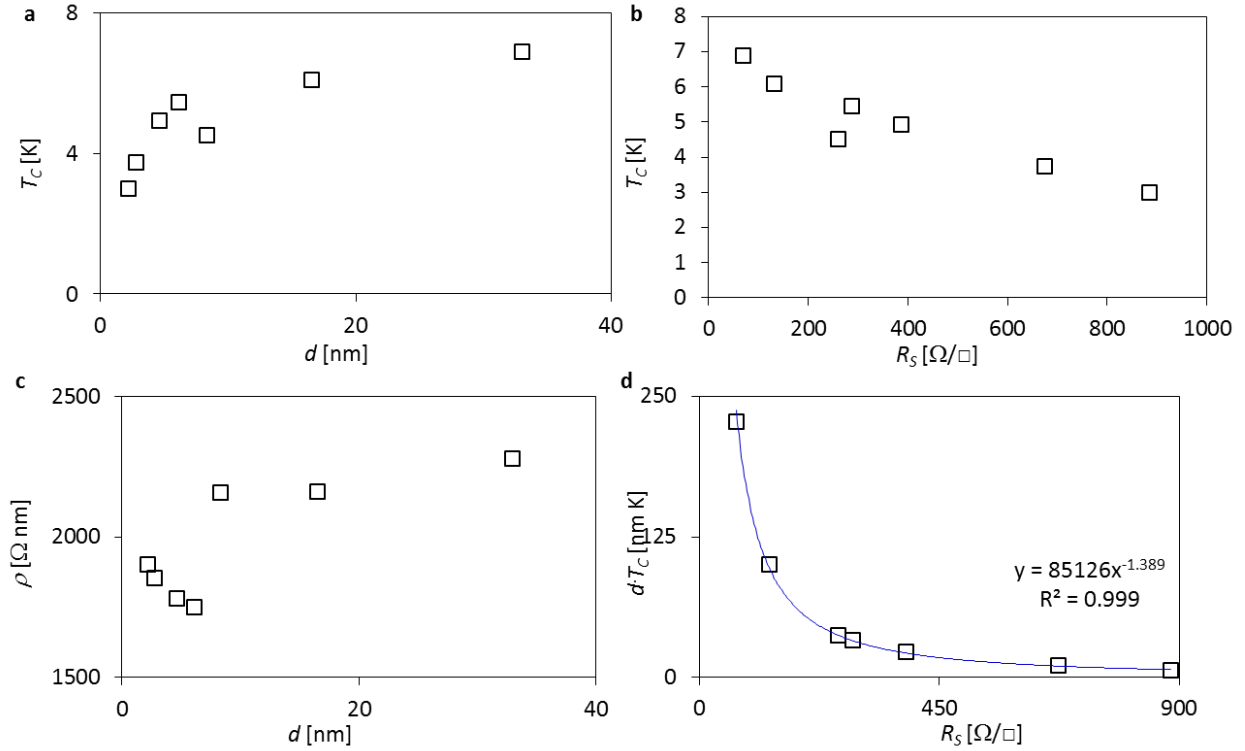 a
8
4
0
T_C [K]
0 20 40
d [nm]
b
8
7
6
5
4
3
2
1
0
T_C [K]
0 200 400 600 800 1000
R_S [Ω/□]
c
2500
2000
1500
ρ [Ω nm]
0 20 40
d [nm]
d
250
125
0
d·T_C [nm K]
y = 85126x^-1.389
R² = 0.999
0 450 900
R_S [Ω/□]